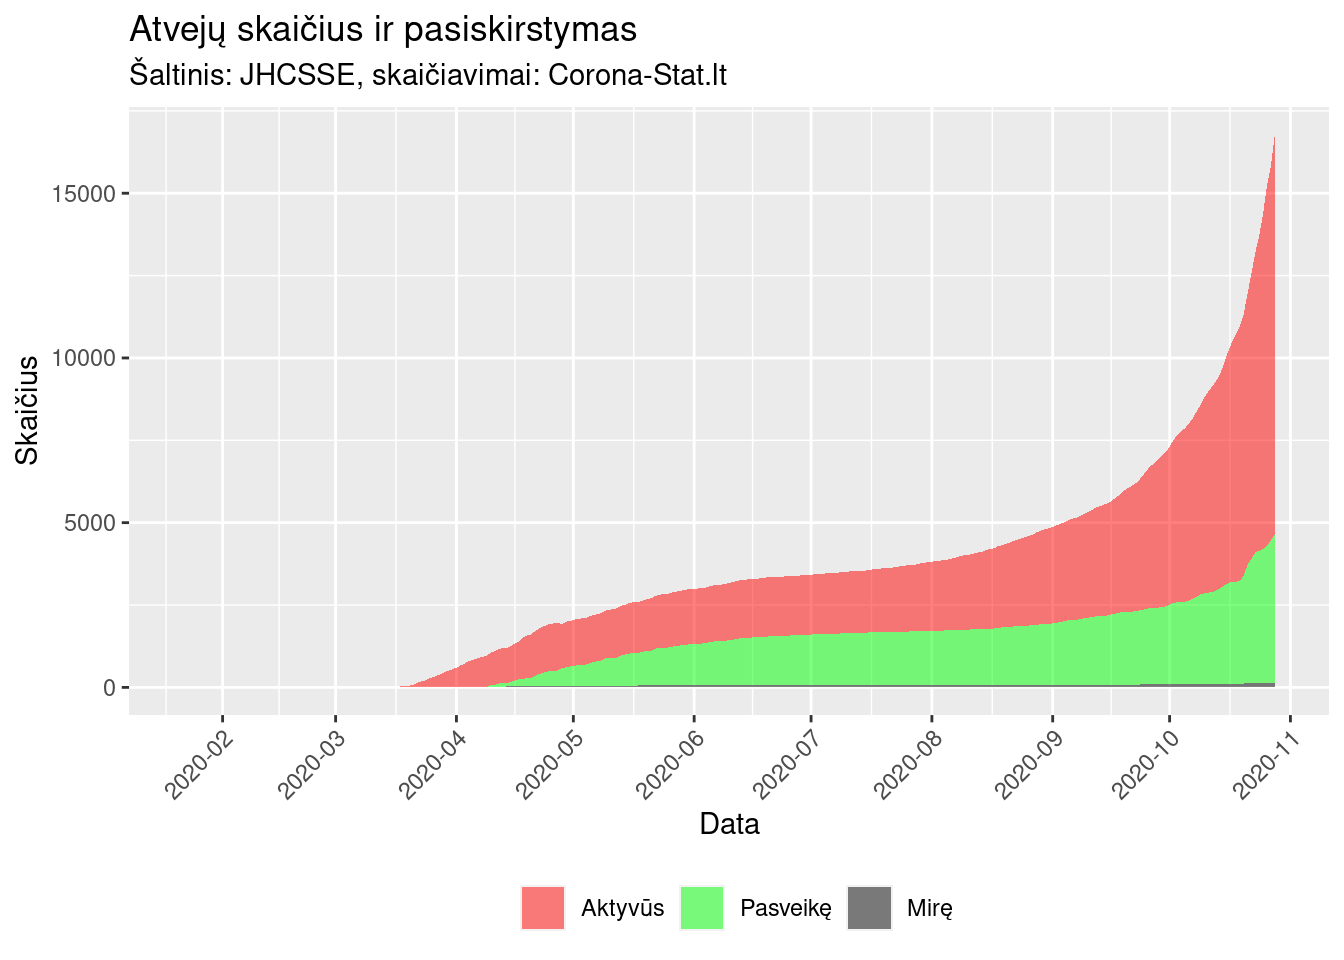 Atvejų skaičius ir pasiskirstymas
Šaltinis: JHCSSE, skaičiavimai: Corona-Stat.lt
Skaičius
15000
10000
5000
0
2020-02
2020-03
2020-04
2020-05
2020-06
2020-07
2020-08
2020-09
2020-10
2020-11
Data
Aktyvūs
Pasveikę
Mirę